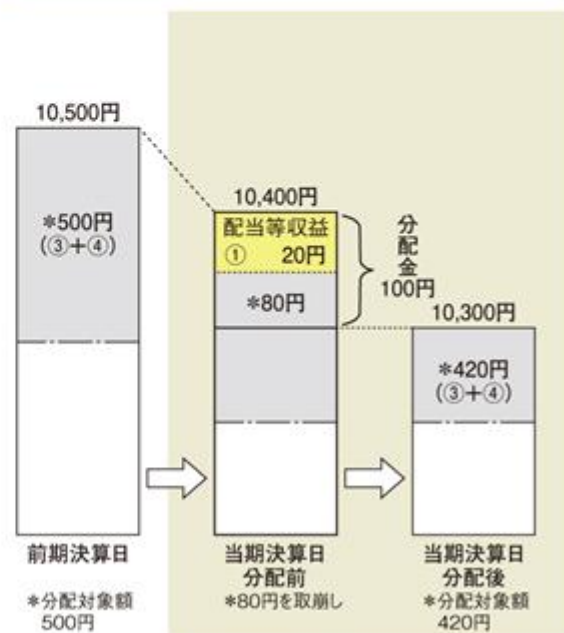 10,500円
*500円
(③+④)
前期決算日
*分配対象額
500円
10,400円
配当等収益
① 20円
*80円
分配金
100円
当期決算日
分配前
*80円を取崩し
10,300円
*420円
(③+④)
当期決算日
分配後
*分配対象額
420円